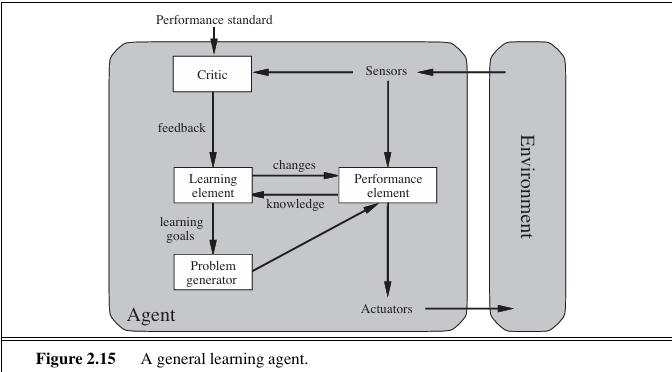 Performance standard
Critic
Sensors
feedback
changes
Learning
element
Performance
element
knowledge
learning
goals
Problem
generator
Agent
Actuators
Environment
Figure 2.15 A general learning agent.